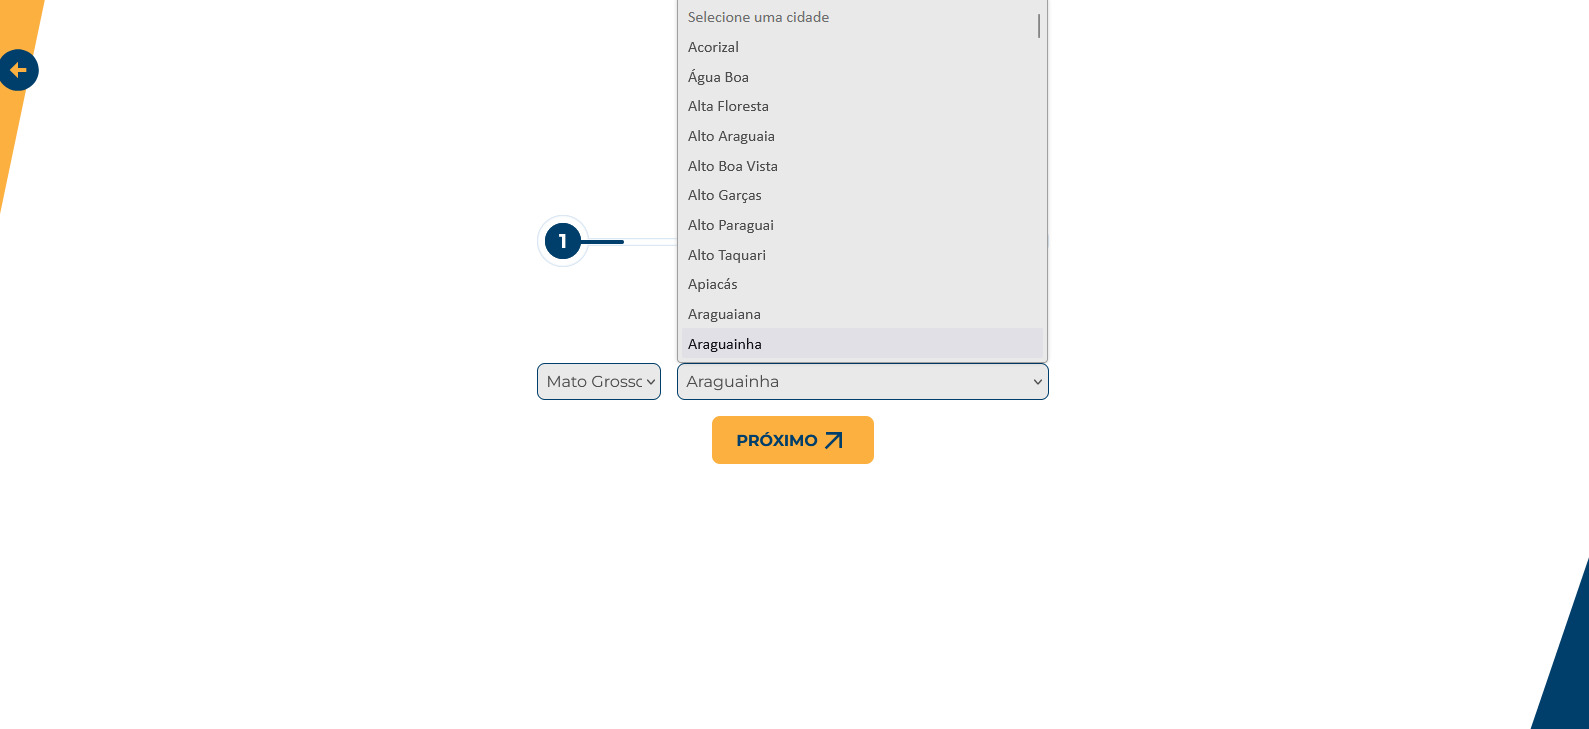 Selecione uma cidade
Acorizal
Água Boa
Alta Floresta
Alto Araguaia
Alto Boa Vista
Alto Garças
Alto Paraguai
Alto Taquari
Apiacás
Araguaiana
Araguainha
1
Mato Grosso
Araguainha
PRÓXIMO